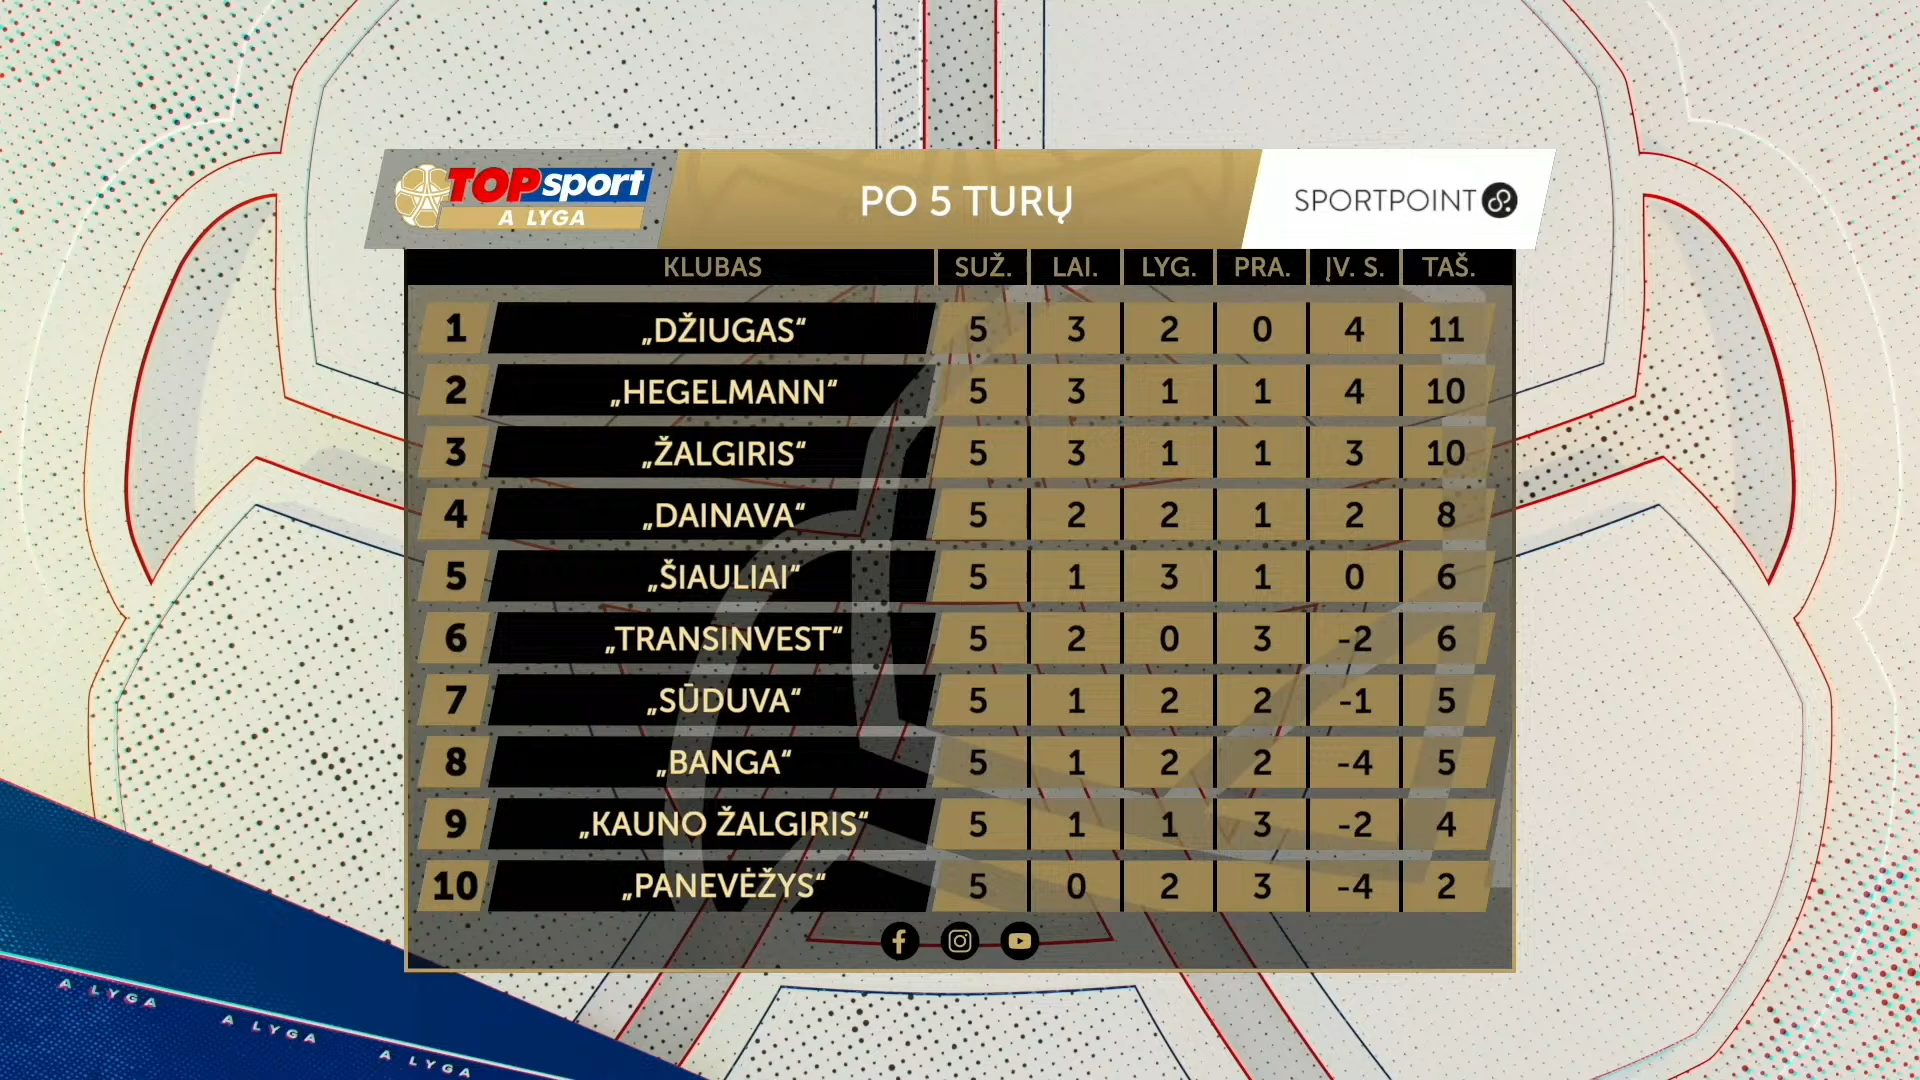 TOPsport
A LYGA
PO 5 TURŲ
SPORTPOINT
KLUBAS SUŽ. LAI. LYG. PRA. ĮV. S. TAŠ.
1 „DŽIUGAS“ 5 3 2 0 4 11
2 „HEGELMANN“ 5 3 1 1 4 10
3 „ŽALGIRIS“ 5 3 1 1 3 10
4 „DAINAVA“ 5 2 2 1 2 8
5 „ŠIAULIAI“ 5 1 3 1 0 6
6 „TRANSINVEST“ 5 2 0 3 -2 6
7 „SŪDUVA“ 5 1 2 2 -1 5
8 „BANGA“ 5 1 2 2 -4 5
9 „KAUNO ŽALGIRIS“ 5 1 1 3 -2 4
10 „PANEVĖŽYS“ 5 0 2 3 -4 2
A LYGA
A LYGA
A LYGA